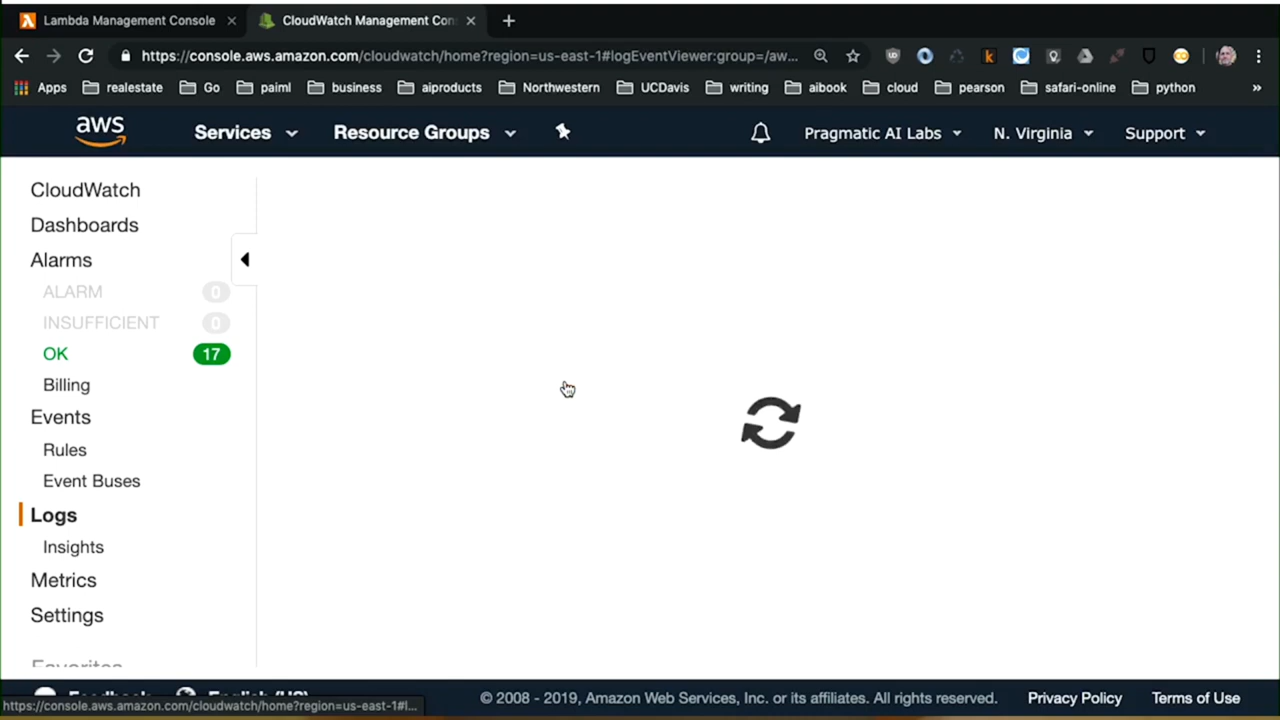 Lambda Management Console
CloudWatch Management Con
https://console.aws.amazon.com/cloudwatch/home?region=us-east-1#logEventViewer:group=/aw...
Apps realestate Go paiml business aiproducts Northwestern UCDavis writing aibook cloud pearson safari-online python »
aws Services Resource Groups Pragmatic AI Labs N. Virginia Support
CloudWatch
Dashboards
Alarms
ALARM 0
INSUFFICIENT 0
OK 17
Billing
Events
Rules
Event Buses
Logs
Insights
Metrics
Settings
Favorites
Feedback English (US) © 2008 - 2019, Amazon Web Services, Inc. or its affiliates. All rights reserved. Privacy Policy Terms of Use
https://console.aws.amazon.com/cloudwatch/home?region=us-east-1#l...